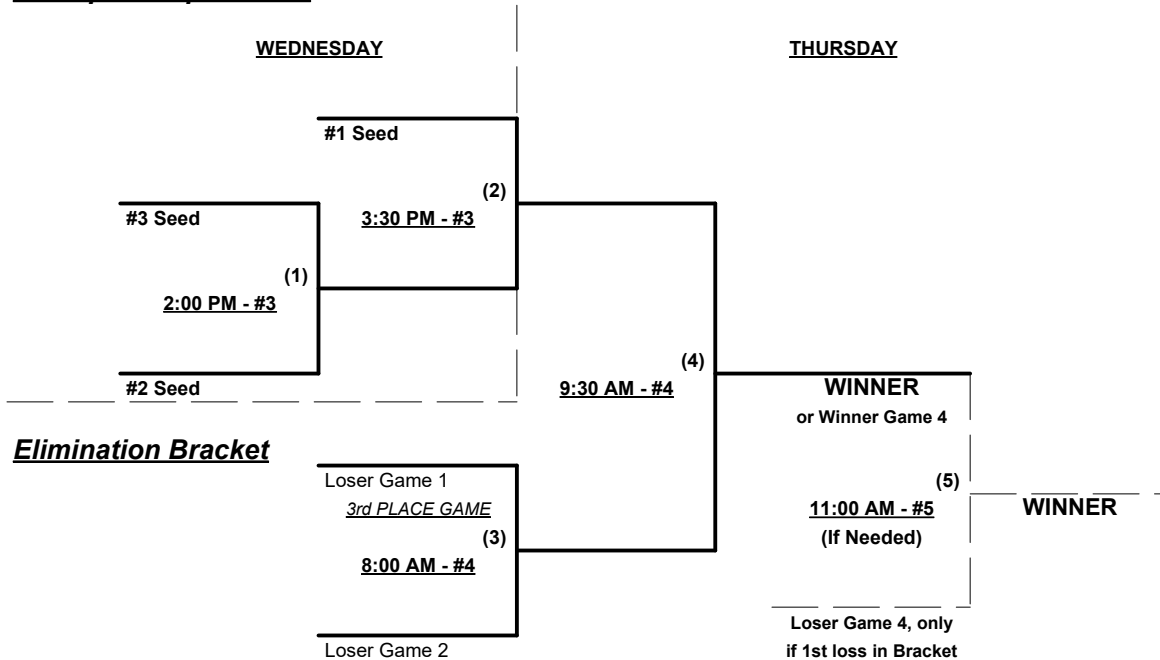 WEDNESDAY
THURSDAY
#1 Seed
(2)
#3 Seed
3:30 PM - #3
(1)
2:00 PM - #3
(4)
#2 Seed
9:30 AM - #4
WINNER
or Winner Game 4
Elimination Bracket
Loser Game 1
3rd PLACE GAME
(5)
11:00 AM - #5
WINNER
(3)
(If Needed)
8:00 AM - #4
Loser Game 4, only
Loser Game 2
if 1st loss in Bracket